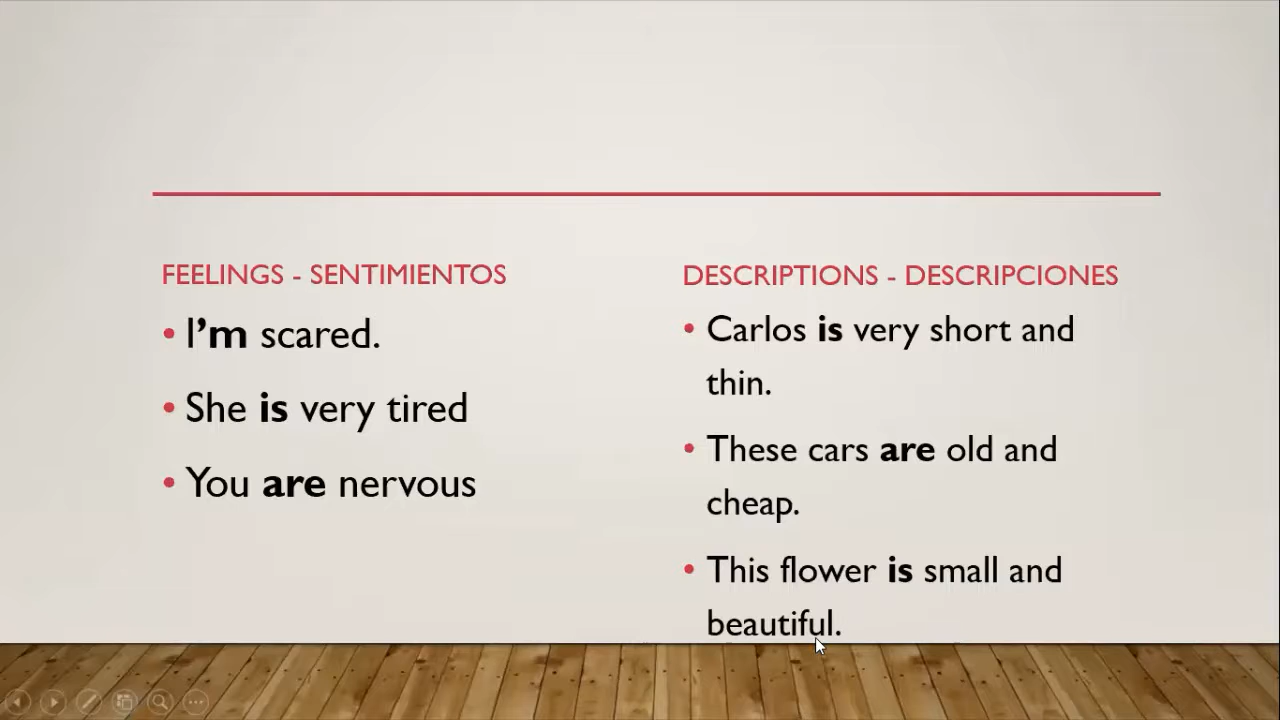 FEELINGS - SENTIMIENTOS
• I’m scared.
• She is very tired
• You are nervous
DESCRIPTIONS - DESCRIPCIONES
• Carlos is very short and
thin.
• These cars are old and
cheap.
• This flower is small and
beautiful.